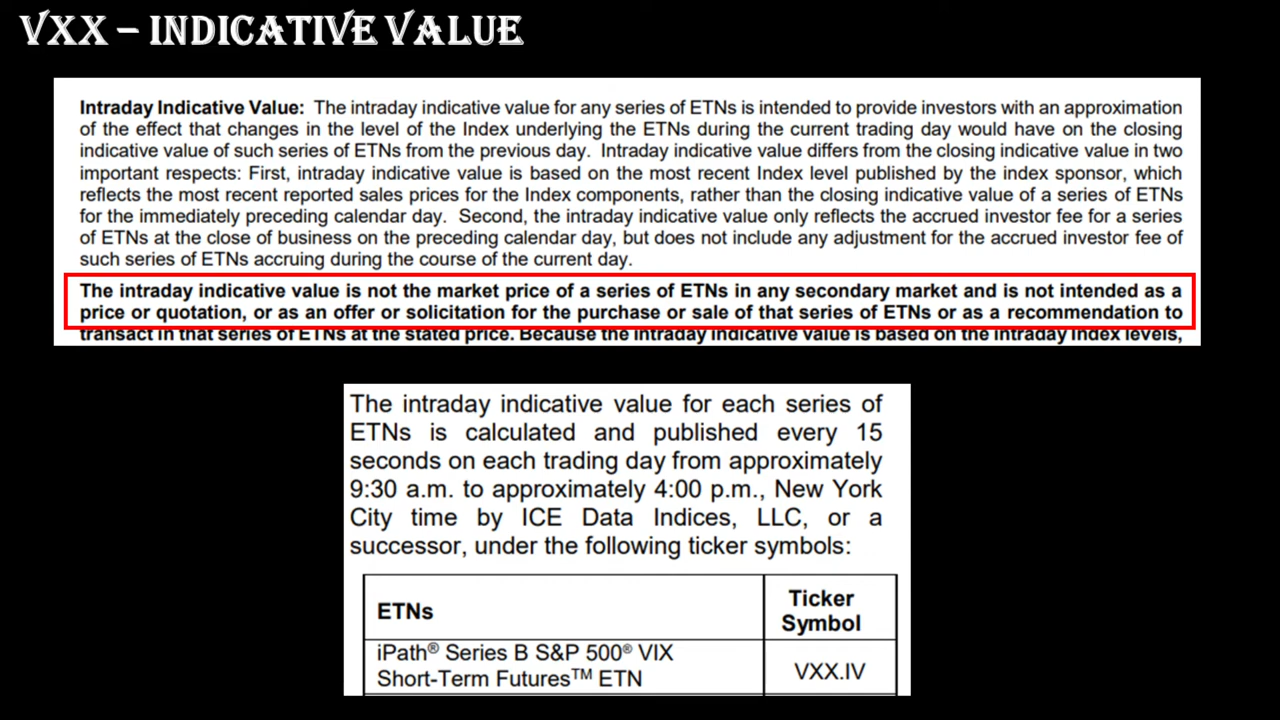 VXX – INDICATIVE VALUE
Intraday Indicative Value: The intraday indicative value for any series of ETNs is intended to provide investors with an approximation
of the effect that changes in the level of the Index underlying the ETNs during the current trading day would have on the closing
indicative value of such series of ETNs from the previous day. Intraday indicative value differs from the closing indicative value in two
important respects: First, intraday indicative value is based on the most recent Index level published by the index sponsor, which
reflects the most recent reported sales prices for the Index components, rather than the closing indicative value of a series of ETNs
for the immediately preceding calendar day. Second, the intraday indicative value only reflects the accrued investor fee for a series
of ETNs at the close of business on the preceding calendar day, but does not include any adjustment for the accrued investor fee of
such series of ETNs accruing during the course of the current day.
The intraday indicative value is not the market price of a series of ETNs in any secondary market and is not intended as a
price or quotation, or as an offer or solicitation for the purchase or sale of that series of ETNs or as a recommendation to
transact in that series of ETNs at the stated price. Because the intraday indicative value is based on the intraday Index levels,
The intraday indicative value for each series of
ETNs is calculated and published every 15
seconds on each trading day from approximately
9:30 a.m. to approximately 4:00 p.m., New York
City time by ICE Data Indices, LLC, or a
successor, under the following ticker symbols:
ETNs
Ticker
Symbol
iPath® Series B S&P 500® VIX
Short-Term Futures™ ETN
VXX.IV